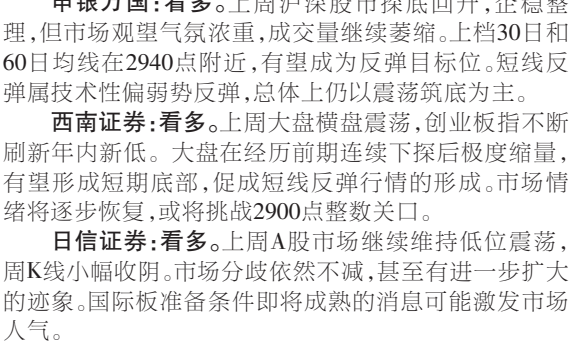 申银万国:看多。上周沪深股市探底回升,企稳整
理,但市场观望气氛浓重,成交量继续萎缩。上档30日和
60日均线在2940点附近,有望成为反弹目标位。短线反
弹属技术性偏弱势反弹,总体上仍以震荡筑底为主。
西南证券:看多。上周大盘横盘震荡,创业板指不断
刷新年内新低。大盘在经历前期连续下探后极度缩量,
有望形成短期底部,促成短线反弹行情的形成。市场情
绪将逐步恢复,或将挑战2900点整数关口。
日信证券:看多。上周A股市场继续维持低位震荡,
周K线小幅收阴。市场分歧依然不减,甚至有进一步扩大
的迹象。国际板准备条件即将成熟的消息可能激发市场
人气。